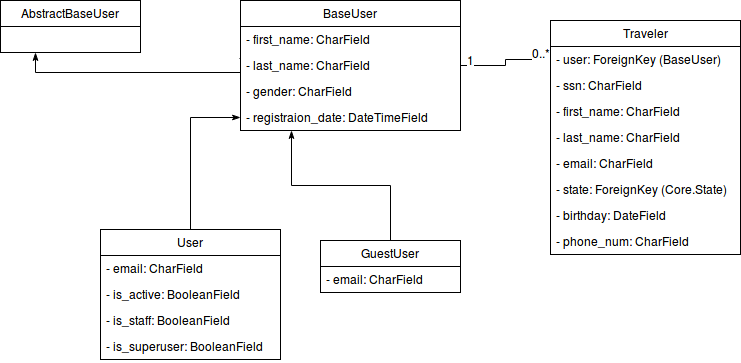 AbstractBaseUser
BaseUser
- first_name: CharField
- last_name: CharField
- gender: CharField
- registraion_date: DateTimeField
1
0..*
Traveler
- user: ForeignKey (BaseUser)
- ssn: CharField
- first_name: CharField
- last_name: CharField
- email: CharField
- state: ForeignKey (Core.State)
- birthday: DateField
- phone_num: CharField
User
- email: CharField
- is_active: BooleanField
- is_staff: BooleanField
- is_superuser: BooleanField
GuestUser
- email: CharField